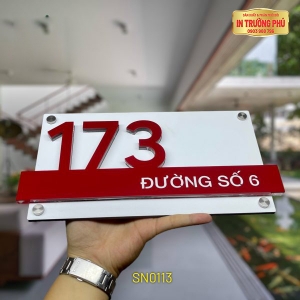 IN TRƯỜNG PHÚ
173
ĐƯỜNG SỐ 6
SN0113